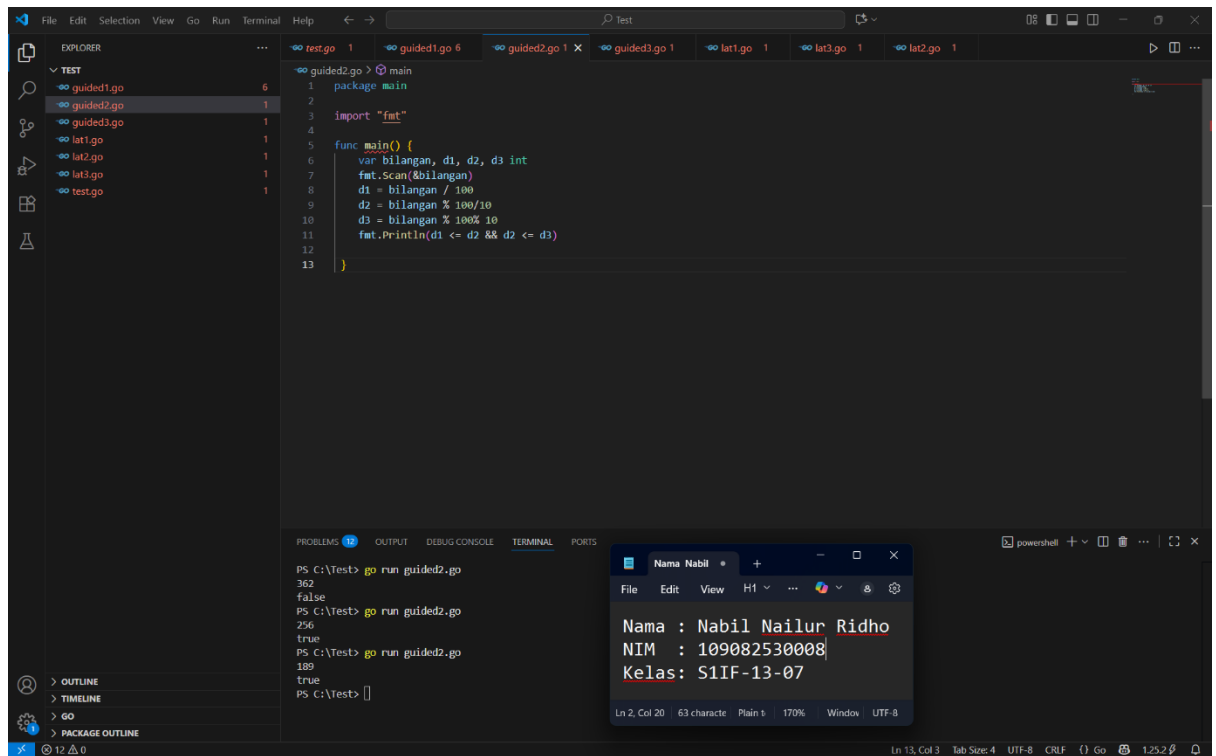 File Edit Selection View Go Run Terminal Help
Test
EXPLORER
TEST
guided1.go 6
guided2.go 1
guided3.go 1
lat1.go 1
lat2.go 1
lat3.go 1
test.go 1
OUTLINE
TIMELINE
GO
PACKAGE OUTLINE
test.go 1 guided1.go 6 guided2.go 1 guided3.go 1 lat1.go 1 lat3.go 1 lat2.go 1
guided2.go > main
1 package main
2
3 import "fmt"
4
5 func main() {
6 var bilangan, d1, d2, d3 int
7 fmt.Scan(&bilangan)
8 d1 = bilangan / 100
9 d2 = bilangan % 100/10
10 d3 = bilangan % 100% 10
11 fmt.Println(d1 <= d2 && d2 <= d3)
12
13 }
PROBLEMS 12 OUTPUT DEBUG CONSOLE TERMINAL PORTS
powershell
PS C:\Test> go run guided2.go
362
false
PS C:\Test> go run guided2.go
256
true
PS C:\Test> go run guided2.go
189
true
PS C:\Test>
Nama Nabil
File Edit View H1
Nama : Nabil Nailur Ridho
NIM : 109082530008
Kelas: S1IF-13-07
Ln 2, Col 20 63 characte Plain t 170% Window UTF-8
12 0
Ln 13, Col 3 Tab Size: 4 UTF-8 CRLF {} Go 1.25.2